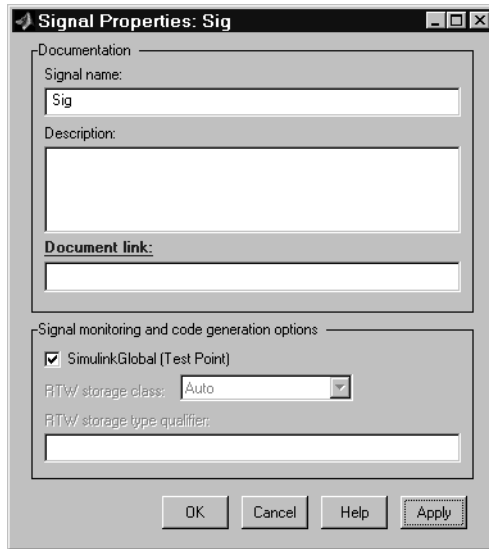 Signal Properties: Sig
Documentation
Signal name:
Sig
Description:
Document link:
Signal monitoring and code generation options
SimulinkGlobal (Test Point)
RTW storage class: Auto
RTW storage type qualifier:
OK Cancel Help Apply